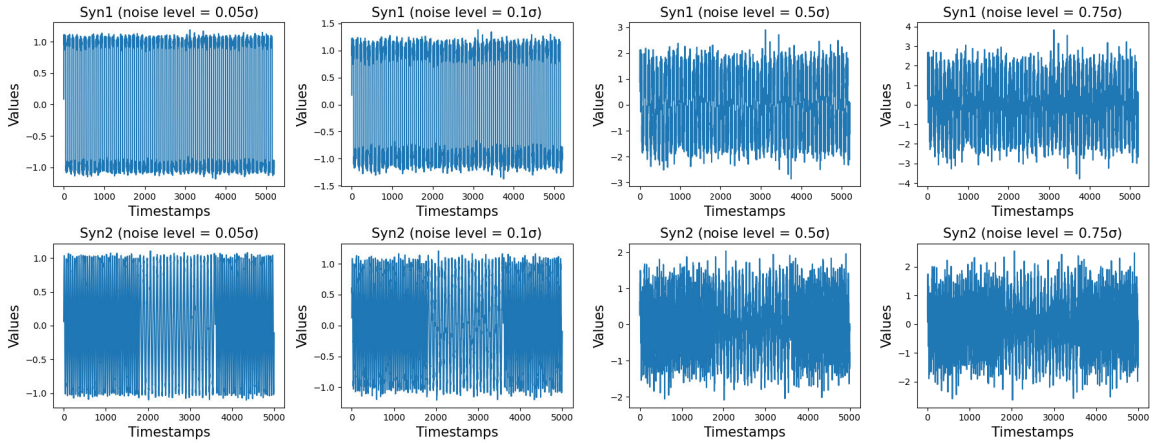 Syn1 (noise level = 0.05σ)
Values
1.0
0.5
0.0
−0.5
−1.0
0 1000 2000 3000 4000 5000
Timestamps
Syn1 (noise level = 0.1σ)
Values
1.5
1.0
0.5
0.0
−0.5
−1.0
−1.5
0 1000 2000 3000 4000 5000
Timestamps
Syn1 (noise level = 0.5σ)
Values
3
2
1
0
−1
−2
−3
0 1000 2000 3000 4000 5000
Timestamps
Syn1 (noise level = 0.75σ)
Values
4
3
2
1
0
−1
−2
−3
−4
0 1000 2000 3000 4000 5000
Timestamps
Syn2 (noise level = 0.05σ)
Values
1.0
0.5
0.0
−0.5
−1.0
0 1000 2000 3000 4000 5000
Timestamps
Syn2 (noise level = 0.1σ)
Values
1.0
0.5
0.0
−0.5
−1.0
0 1000 2000 3000 4000 5000
Timestamps
Syn2 (noise level = 0.5σ)
Values
2
1
0
−1
−2
0 1000 2000 3000 4000 5000
Timestamps
Syn2 (noise level = 0.75σ)
Values
2
1
0
−1
−2
0 1000 2000 3000 4000 5000
Timestamps